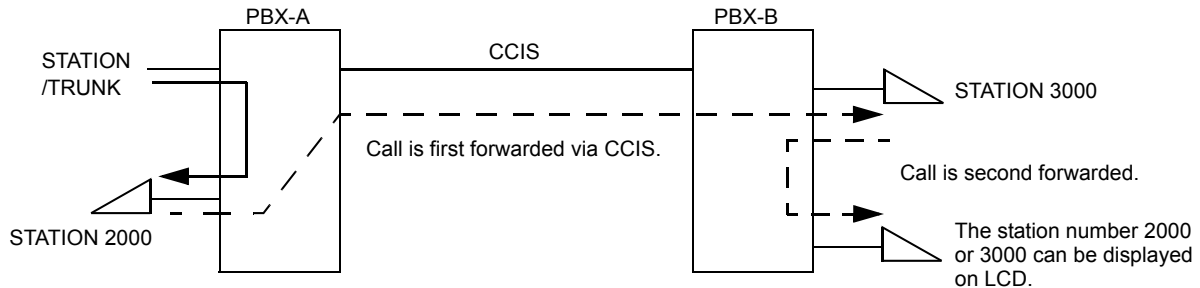 PBX-A
PBX-B
STATION
/TRUNK
CCIS
STATION 3000
Call is first forwarded via CCIS.
Call is second forwarded.
STATION 2000
The station number 2000
or 3000 can be displayed
on LCD.